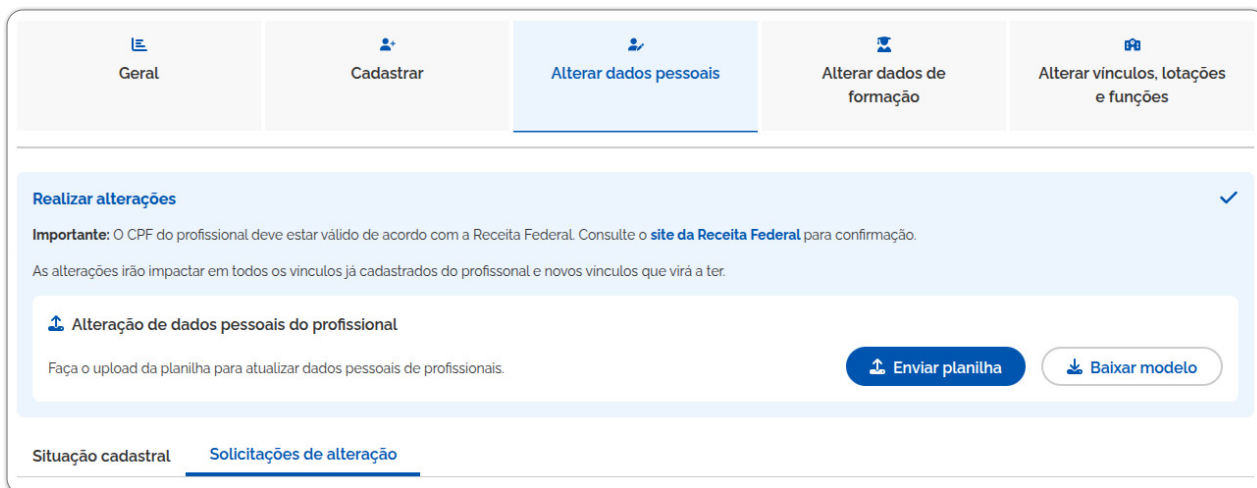 Geral
Cadastrar
Alterar dados pessoais
Alterar dados de
formação
Alterar vínculos, lotações
e funções
Realizar alterações
Importante: O CPF do profissional deve estar válido de acordo com a Receita Federal. Consulte o site da Receita Federal para confirmação.
As alterações irão impactar em todos os vínculos já cadastrados do profissonal e novos vínculos que virá a ter.
Alteração de dados pessoais do profissional
Faça o upload da planilha para atualizar dados pessoais de profissionais.
Enviar planilha
Baixar modelo
Situação cadastral
Solicitações de alteração